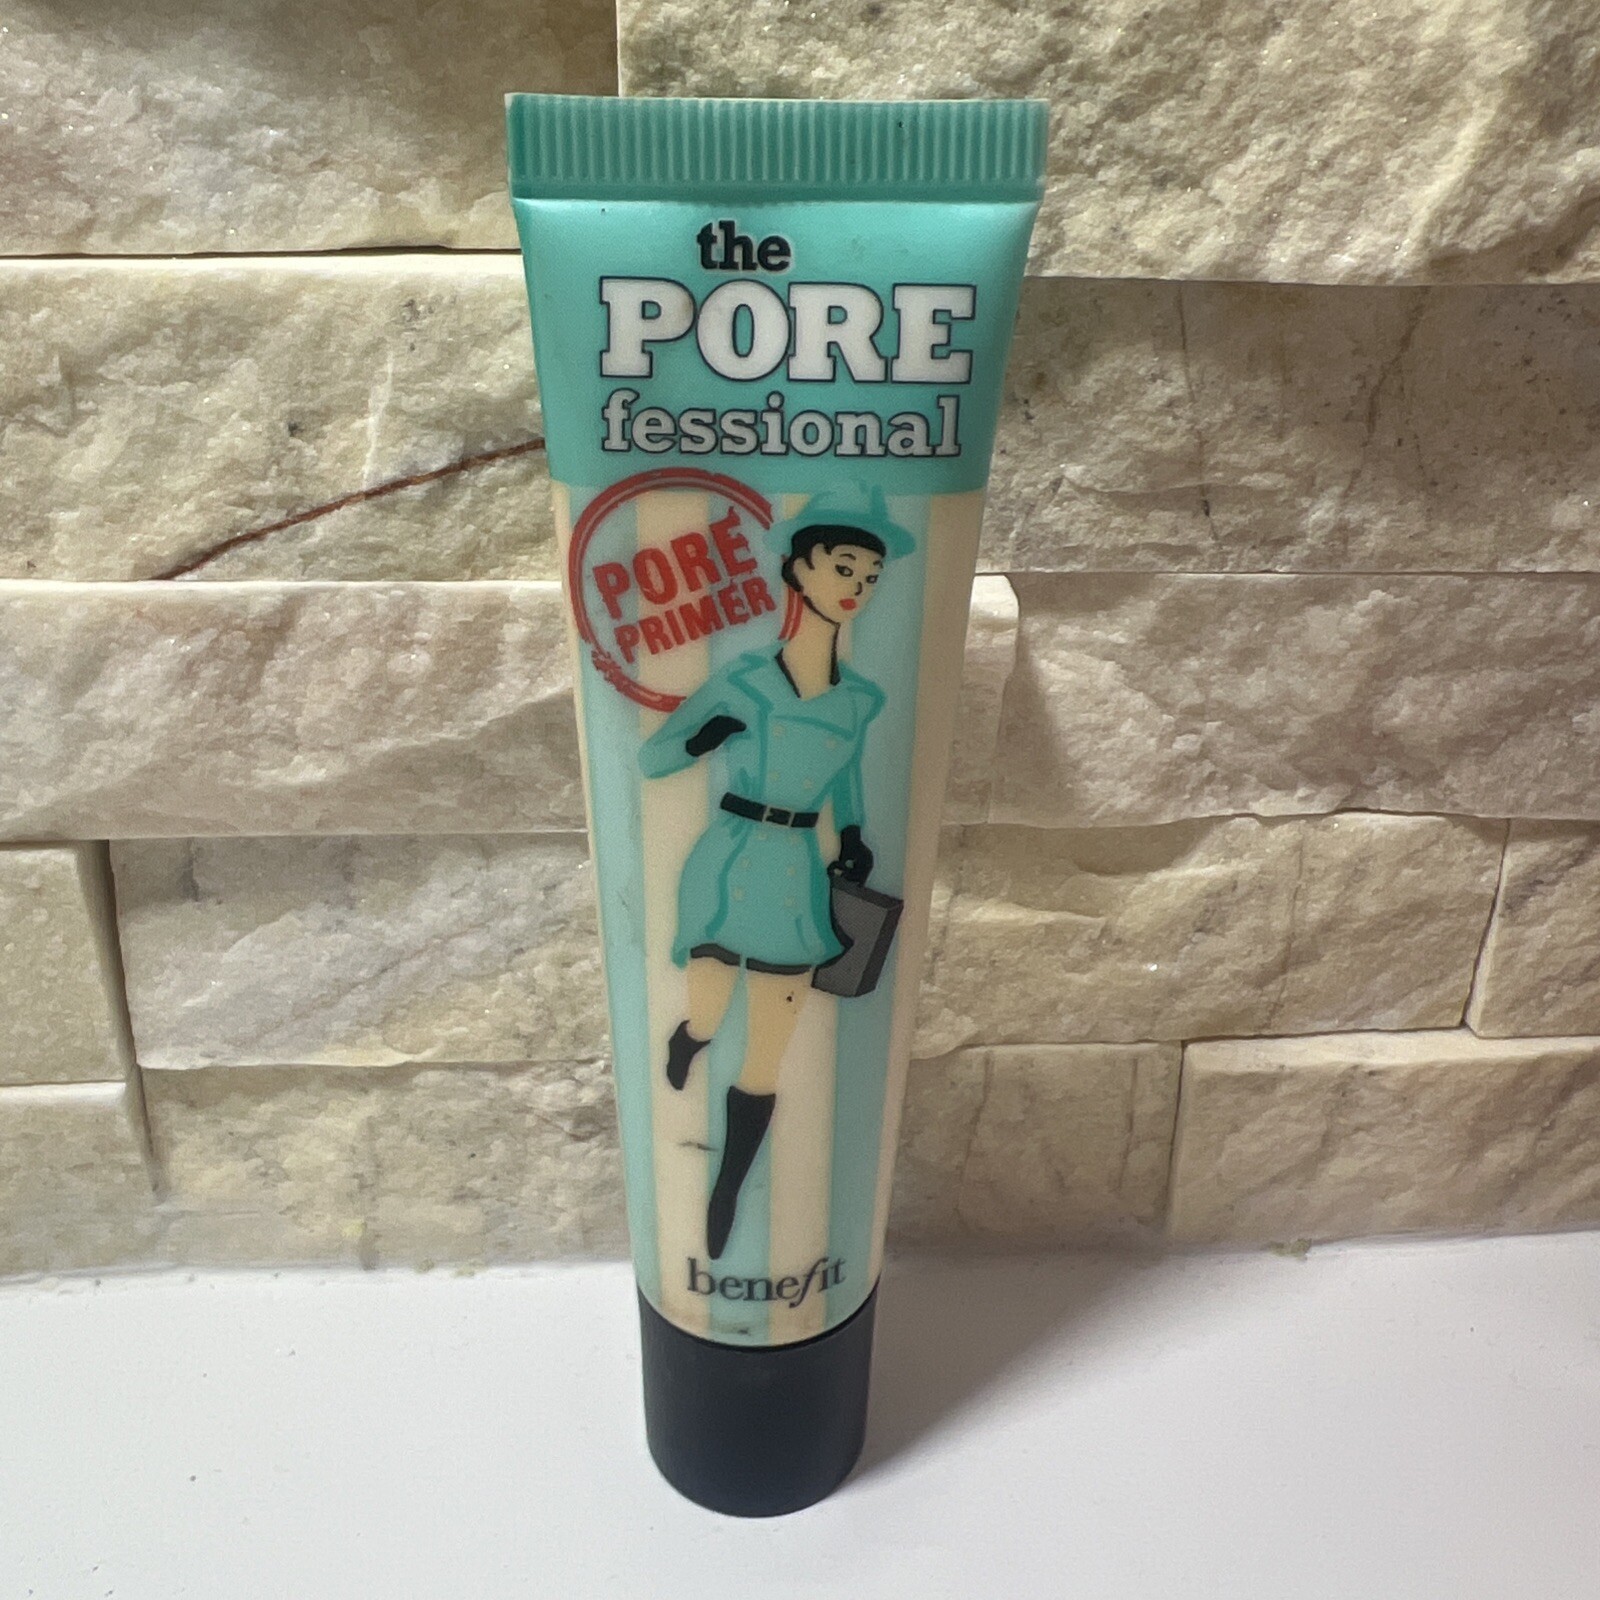 the
PORE
fessional
PORE
PRIMER
benefit